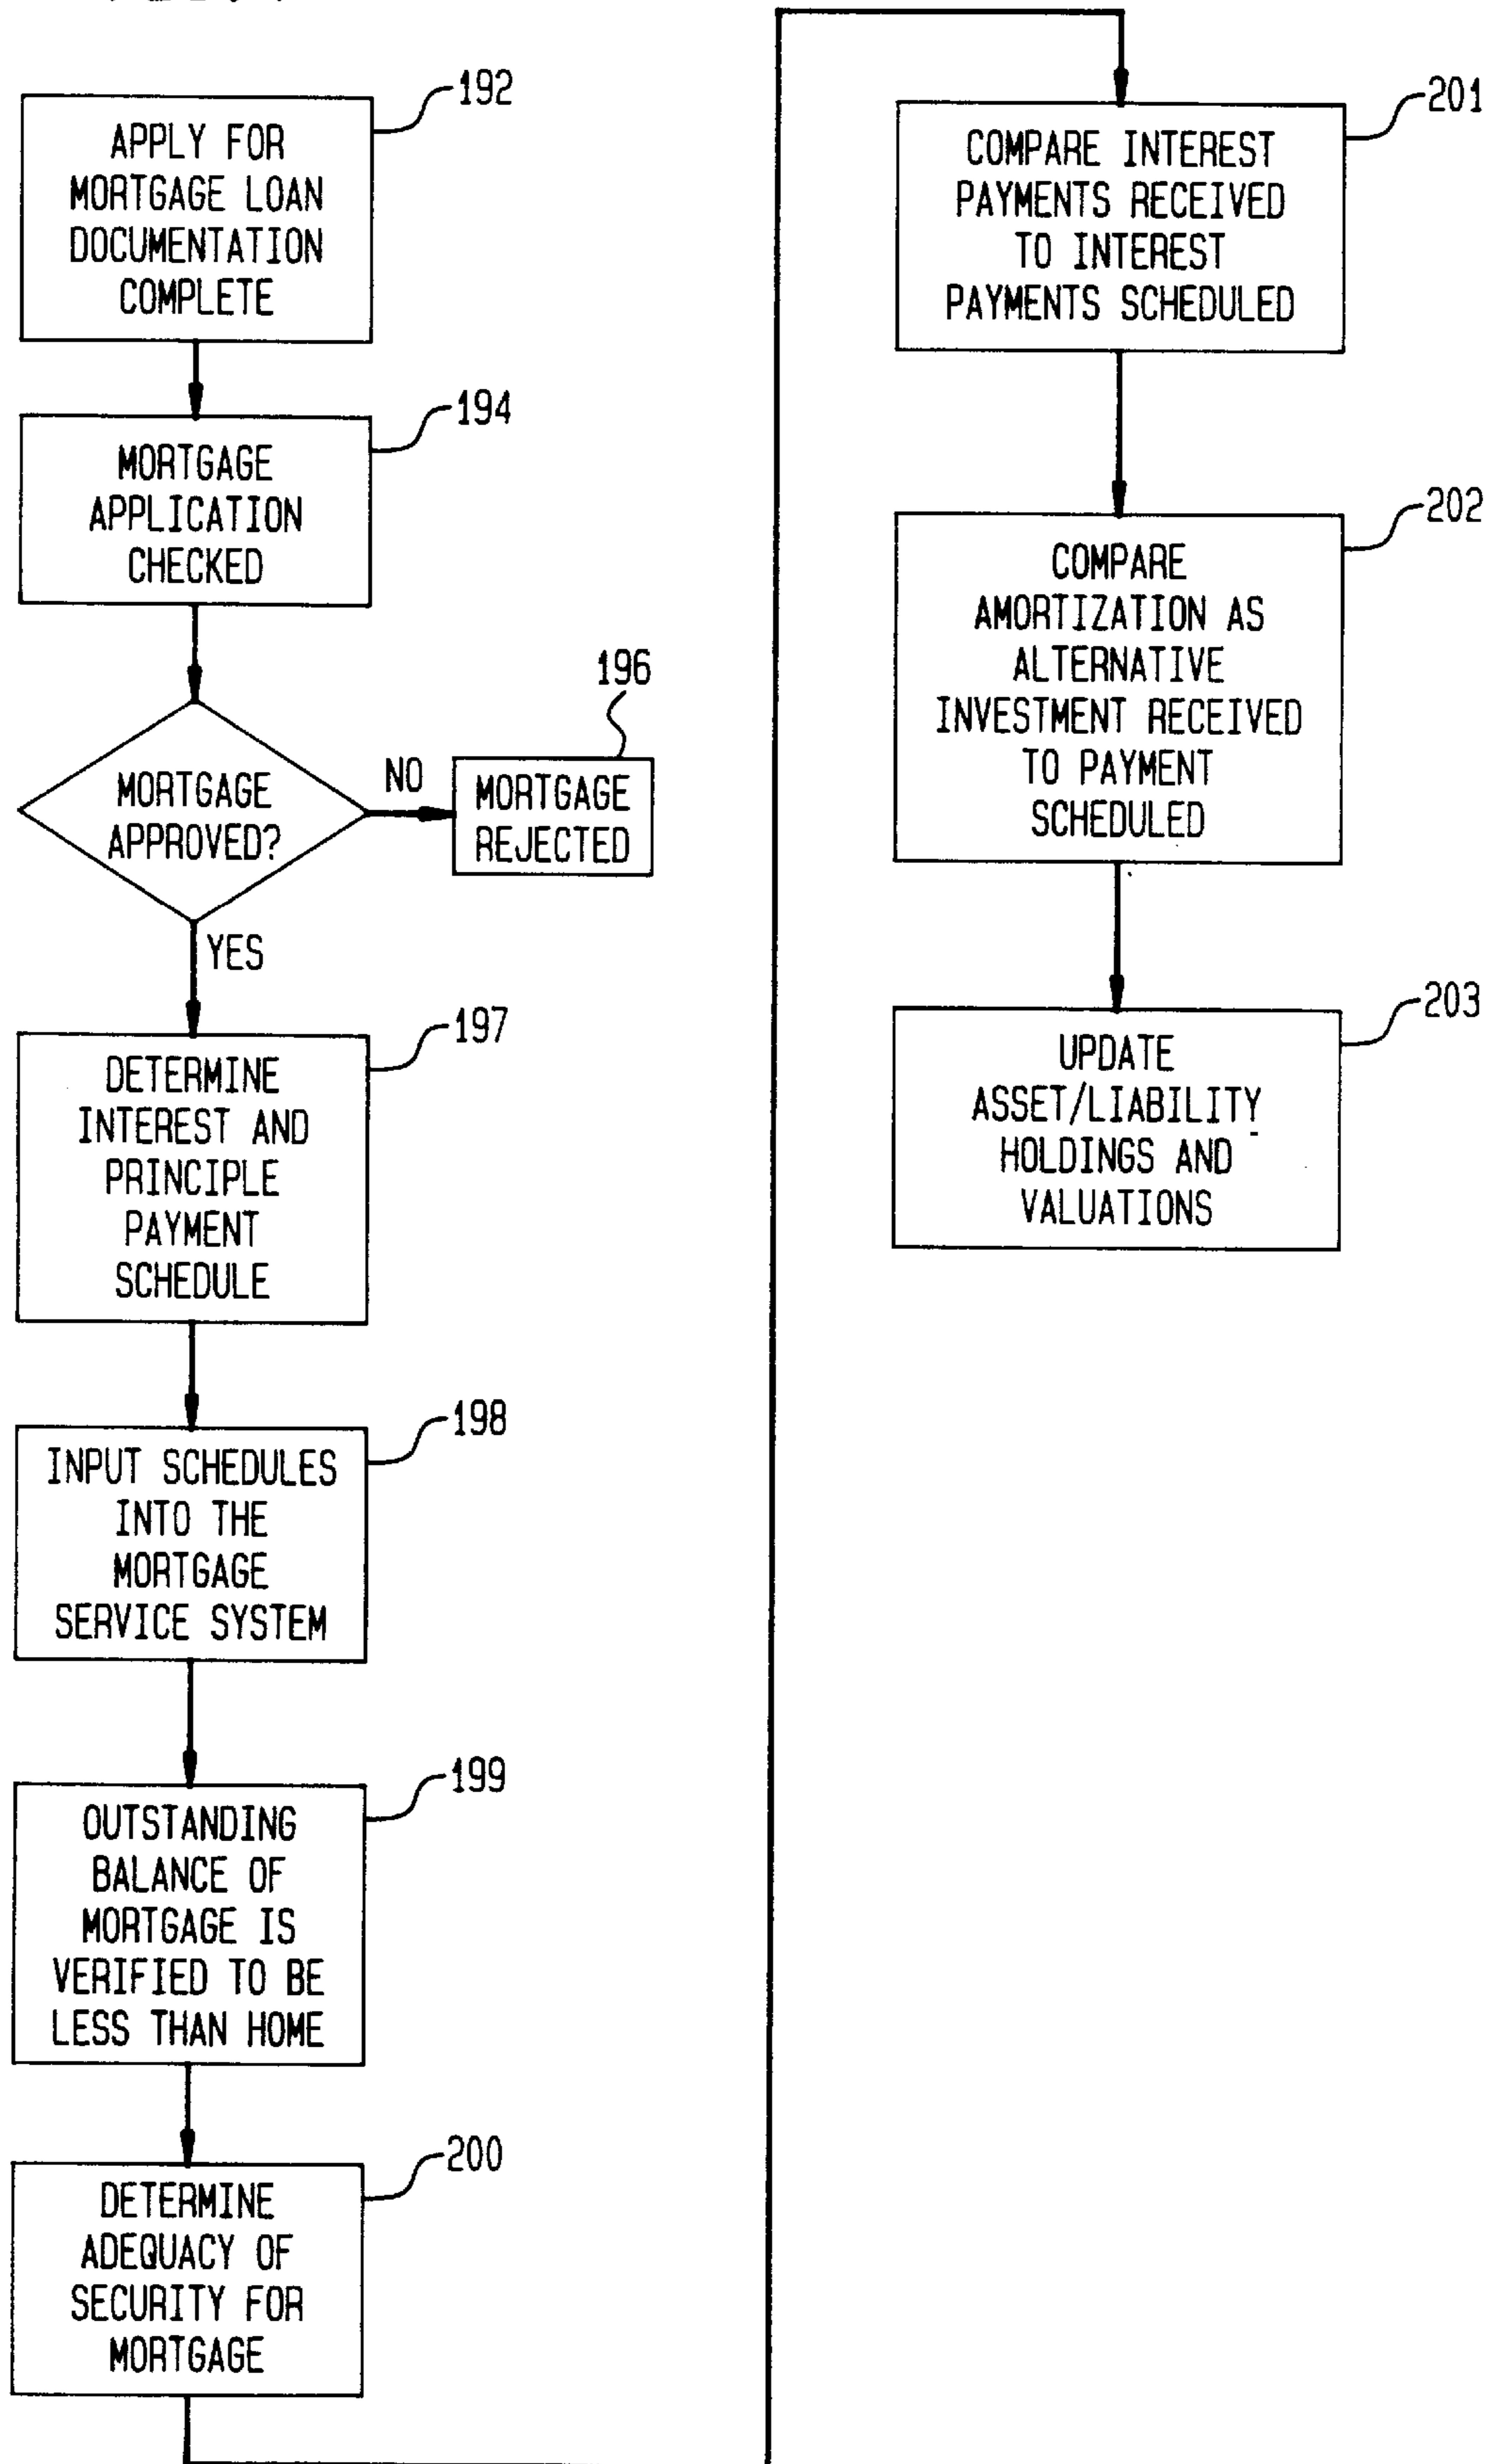 192
APPLY FOR
MORTGAGE LOAN
DOCUMENTATION
COMPLETE
194
MORTGAGE
APPLICATION
CHECKED
MORTGAGE
APPROVED?
NO
196
MORTGAGE
REJECTED
YES
197
DETERMINE
INTEREST AND
PRINCIPLE
PAYMENT
SCHEDULE
198
INPUT SCHEDULES
INTO THE
MORTGAGE
SERVICE SYSTEM
199
OUTSTANDING
BALANCE OF
MORTGAGE IS
VERIFIED TO BE
LESS THAN HOME
200
DETERMINE
ADEQUACY OF
SECURITY FOR
MORTGAGE
201
COMPARE INTEREST
PAYMENTS RECEIVED
TO INTEREST
PAYMENTS SCHEDULED
202
COMPARE
AMORTIZATION AS
ALTERNATIVE
INVESTMENT RECEIVED
TO PAYMENT
SCHEDULED
203
UPDATE
ASSET/LIABILITY
HOLDINGS AND
VALUATIONS